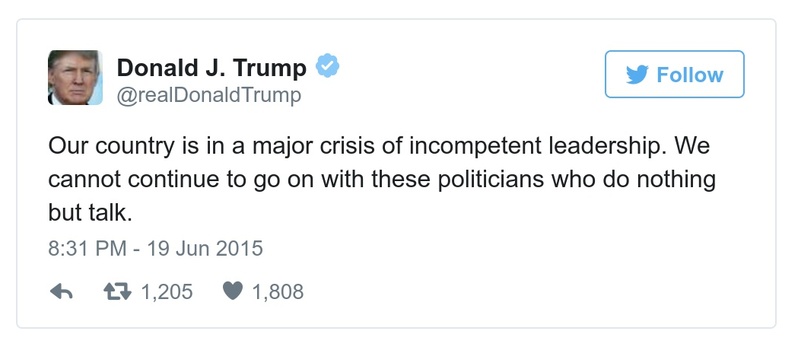 Donald J. Trump
@realDonaldTrump
Follow
Our country is in a major crisis of incompetent leadership. We
cannot continue to go on with these politicians who do nothing
but talk.
8:31 PM - 19 Jun 2015
1,205 1,808